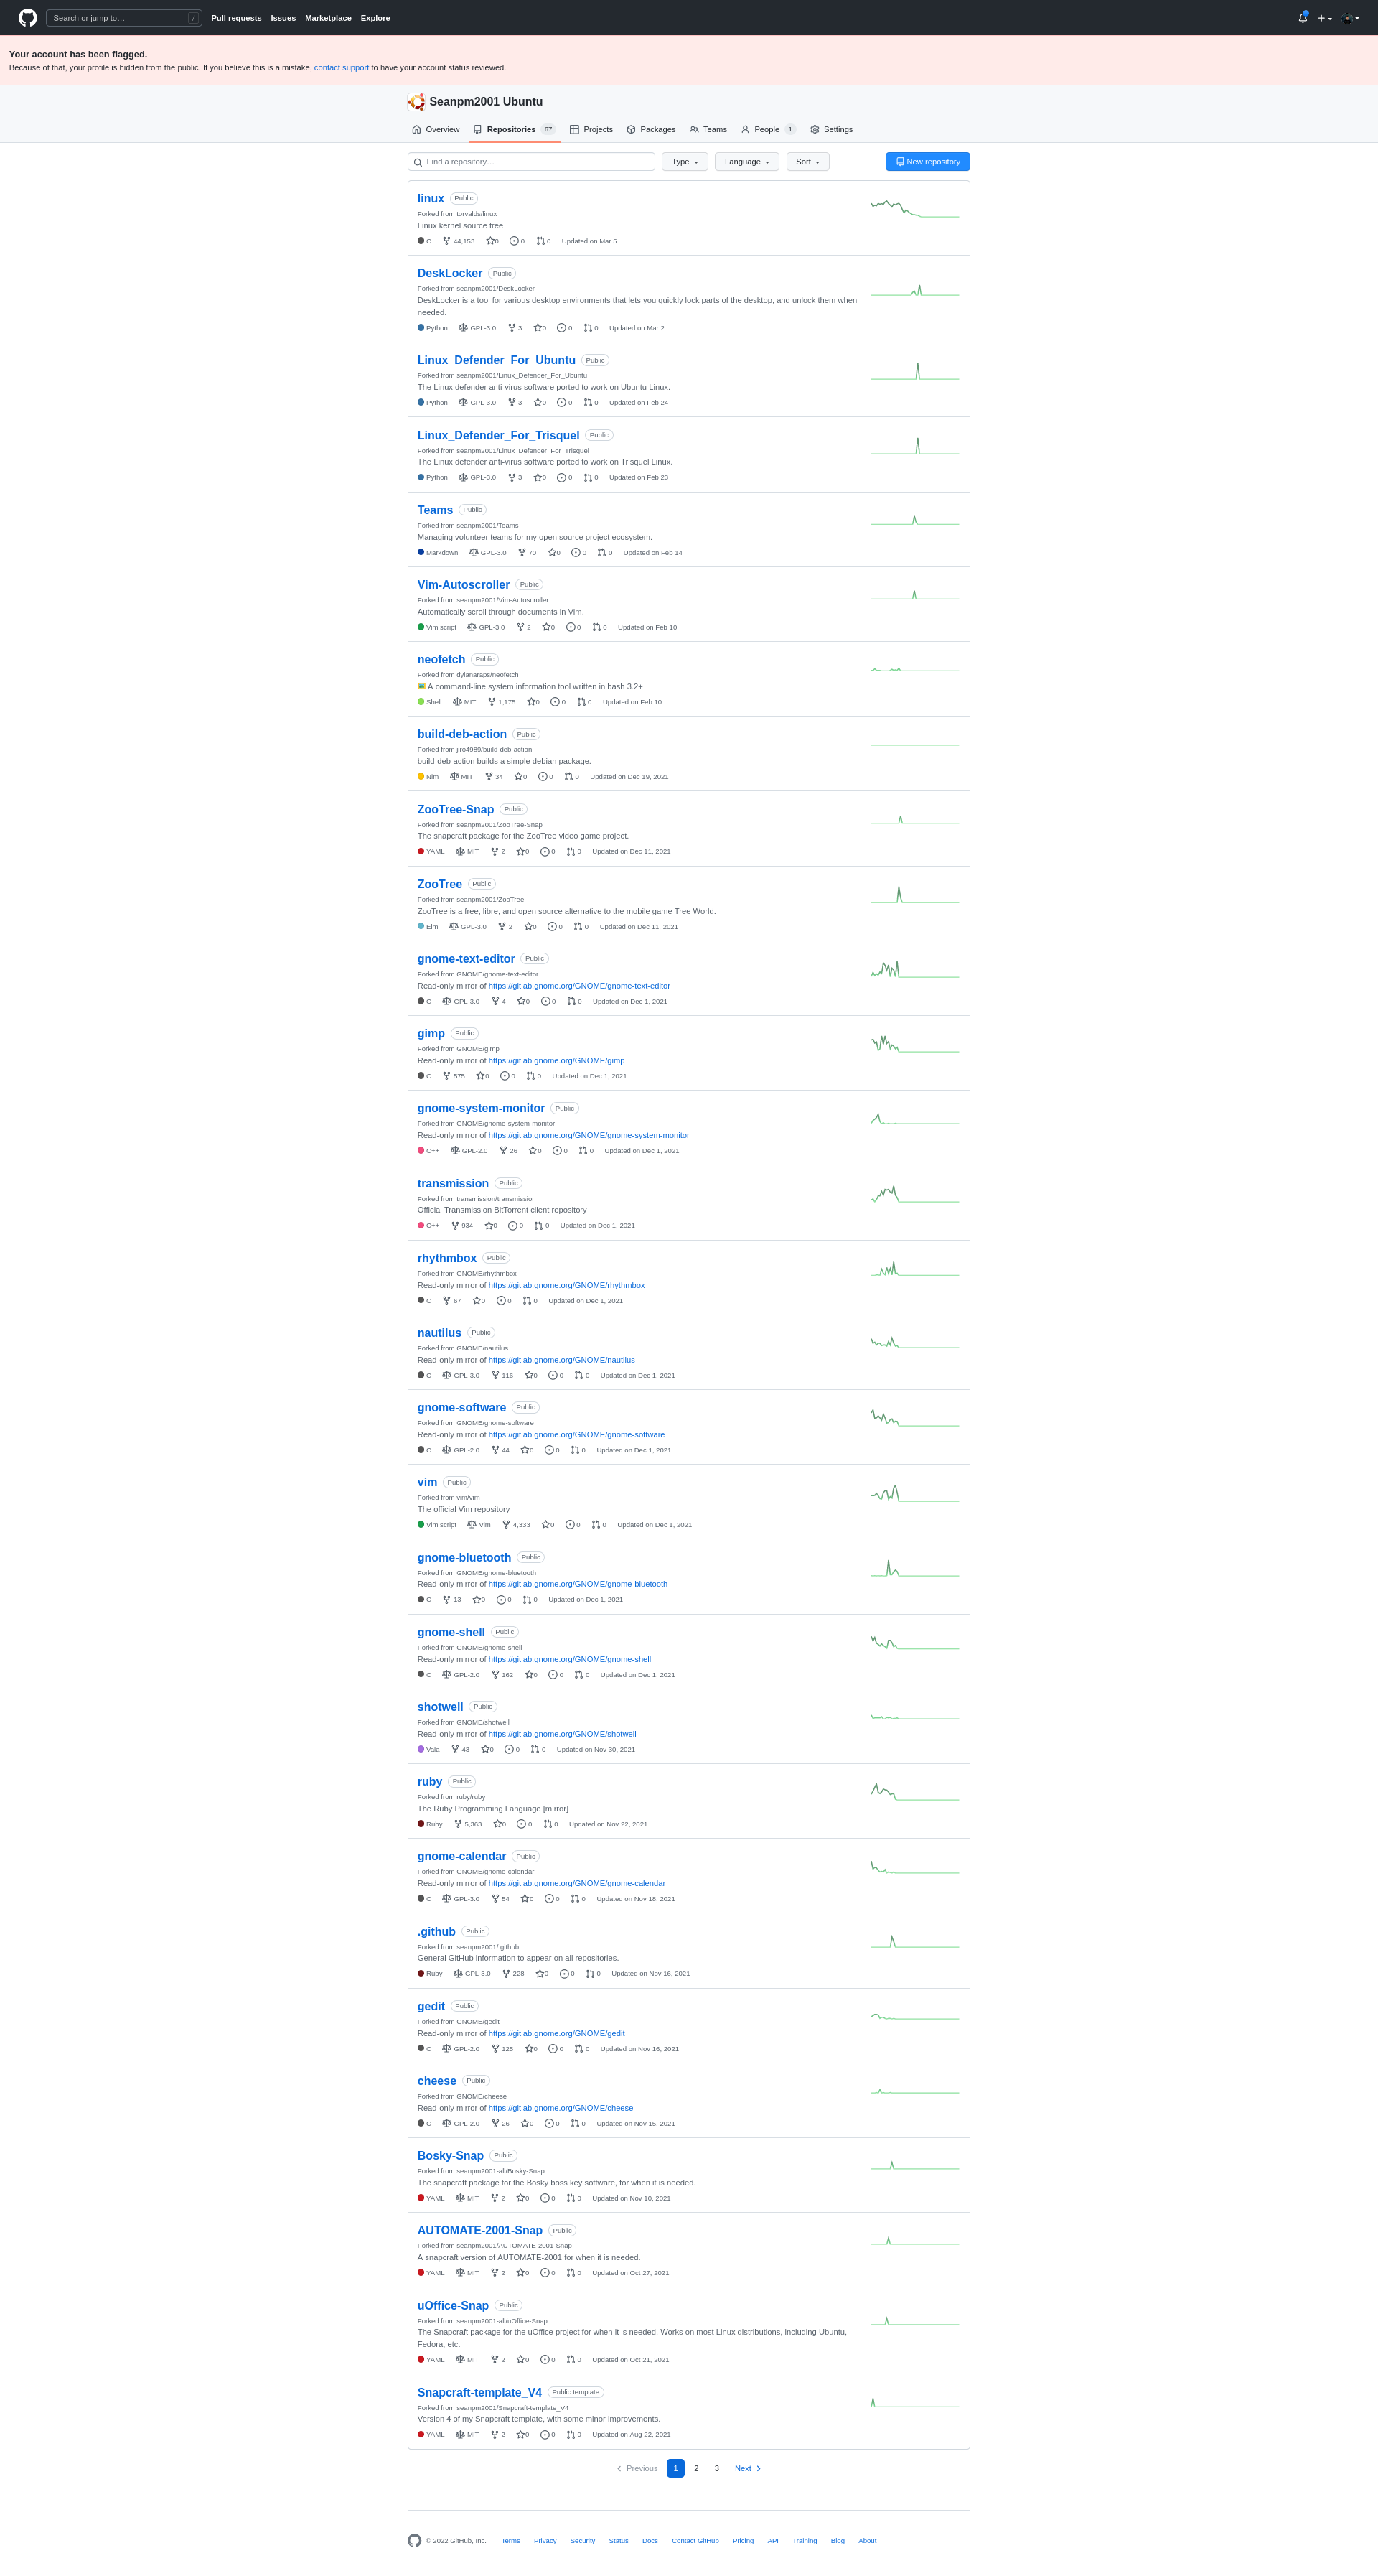 Search or jump to… / Pull requests Issues Marketplace Explore
Your account has been flagged.
Because of that, your profile is hidden from the public. If you believe this is a mistake, contact support to have your account status reviewed.
Seanpm2001 Ubuntu
Overview Repositories 67 Projects Packages Teams People 1 Settings
Find a repository… Type Language Sort New repository
linux Public
Forked from torvalds/linux
Linux kernel source tree
C 44,153 0 0 0 Updated on Mar 5
DeskLocker Public
Forked from seanpm2001/DeskLocker
DeskLocker is a tool for various desktop environments that lets you quickly lock parts of the desktop, and unlock them when
needed.
Python GPL-3.0 3 0 0 0 Updated on Mar 2
Linux_Defender_For_Ubuntu Public
Forked from seanpm2001/Linux_Defender_For_Ubuntu
The Linux defender anti-virus software ported to work on Ubuntu Linux.
Python GPL-3.0 3 0 0 0 Updated on Feb 24
Linux_Defender_For_Trisquel Public
Forked from seanpm2001/Linux_Defender_For_Trisquel
The Linux defender anti-virus software ported to work on Trisquel Linux.
Python GPL-3.0 3 0 0 0 Updated on Feb 23
Teams Public
Forked from seanpm2001/Teams
Managing volunteer teams for my open source project ecosystem.
Markdown GPL-3.0 70 0 0 0 Updated on Feb 14
Vim-Autoscroller Public
Forked from seanpm2001/Vim-Autoscroller
Automatically scroll through documents in Vim.
Vim script GPL-3.0 2 0 0 0 Updated on Feb 10
neofetch Public
Forked from dylanaraps/neofetch
A command-line system information tool written in bash 3.2+
Shell MIT 1,175 0 0 0 Updated on Feb 10
build-deb-action Public
Forked from jiro4989/build-deb-action
build-deb-action builds a simple debian package.
Nim MIT 34 0 0 0 Updated on Dec 19, 2021
ZooTree-Snap Public
Forked from seanpm2001/ZooTree-Snap
The snapcraft package for the ZooTree video game project.
YAML MIT 2 0 0 0 Updated on Dec 11, 2021
ZooTree Public
Forked from seanpm2001/ZooTree
ZooTree is a free, libre, and open source alternative to the mobile game Tree World.
Elm GPL-3.0 2 0 0 0 Updated on Dec 11, 2021
gnome-text-editor Public
Forked from GNOME/gnome-text-editor
Read-only mirror of https://gitlab.gnome.org/GNOME/gnome-text-editor
C GPL-3.0 4 0 0 0 Updated on Dec 1, 2021
gimp Public
Forked from GNOME/gimp
Read-only mirror of https://gitlab.gnome.org/GNOME/gimp
C 575 0 0 0 Updated on Dec 1, 2021
gnome-system-monitor Public
Forked from GNOME/gnome-system-monitor
Read-only mirror of https://gitlab.gnome.org/GNOME/gnome-system-monitor
C++ GPL-2.0 26 0 0 0 Updated on Dec 1, 2021
transmission Public
Forked from transmission/transmission
Official Transmission BitTorrent client repository
C++ 934 0 0 0 Updated on Dec 1, 2021
rhythmbox Public
Forked from GNOME/rhythmbox
Read-only mirror of https://gitlab.gnome.org/GNOME/rhythmbox
C 67 0 0 0 Updated on Dec 1, 2021
nautilus Public
Forked from GNOME/nautilus
Read-only mirror of https://gitlab.gnome.org/GNOME/nautilus
C GPL-3.0 116 0 0 0 Updated on Dec 1, 2021
gnome-software Public
Forked from GNOME/gnome-software
Read-only mirror of https://gitlab.gnome.org/GNOME/gnome-software
C GPL-2.0 44 0 0 0 Updated on Dec 1, 2021
vim Public
Forked from vim/vim
The official Vim repository
Vim script Vim 4,333 0 0 0 Updated on Dec 1, 2021
gnome-bluetooth Public
Forked from GNOME/gnome-bluetooth
Read-only mirror of https://gitlab.gnome.org/GNOME/gnome-bluetooth
C 13 0 0 0 Updated on Dec 1, 2021
gnome-shell Public
Forked from GNOME/gnome-shell
Read-only mirror of https://gitlab.gnome.org/GNOME/gnome-shell
C GPL-2.0 162 0 0 0 Updated on Dec 1, 2021
shotwell Public
Forked from GNOME/shotwell
Read-only mirror of https://gitlab.gnome.org/GNOME/shotwell
Vala 43 0 0 0 Updated on Nov 30, 2021
ruby Public
Forked from ruby/ruby
The Ruby Programming Language [mirror]
Ruby 5,363 0 0 0 Updated on Nov 22, 2021
gnome-calendar Public
Forked from GNOME/gnome-calendar
Read-only mirror of https://gitlab.gnome.org/GNOME/gnome-calendar
C GPL-3.0 54 0 0 0 Updated on Nov 18, 2021
.github Public
Forked from seanpm2001/.github
General GitHub information to appear on all repositories.
Ruby GPL-3.0 228 0 0 0 Updated on Nov 16, 2021
gedit Public
Forked from GNOME/gedit
Read-only mirror of https://gitlab.gnome.org/GNOME/gedit
C GPL-2.0 125 0 0 0 Updated on Nov 16, 2021
cheese Public
Forked from GNOME/cheese
Read-only mirror of https://gitlab.gnome.org/GNOME/cheese
C GPL-2.0 26 0 0 0 Updated on Nov 15, 2021
Bosky-Snap Public
Forked from seanpm2001-all/Bosky-Snap
The snapcraft package for the Bosky boss key software, for when it is needed.
YAML MIT 2 0 0 0 Updated on Nov 10, 2021
AUTOMATE-2001-Snap Public
Forked from seanpm2001/AUTOMATE-2001-Snap
A snapcraft version of AUTOMATE-2001 for when it is needed.
YAML MIT 2 0 0 0 Updated on Oct 27, 2021
uOffice-Snap Public
Forked from seanpm2001-all/uOffice-Snap
The Snapcraft package for the uOffice project for when it is needed. Works on most Linux distributions, including Ubuntu,
Fedora, etc.
YAML MIT 2 0 0 0 Updated on Oct 21, 2021
Snapcraft-template_V4 Public template
Forked from seanpm2001/Snapcraft-template_V4
Version 4 of my Snapcraft template, with some minor improvements.
YAML MIT 2 0 0 0 Updated on Aug 22, 2021
Previous 1 2 3 Next
© 2022 GitHub, Inc. Terms Privacy Security Status Docs Contact GitHub Pricing API Training Blog About